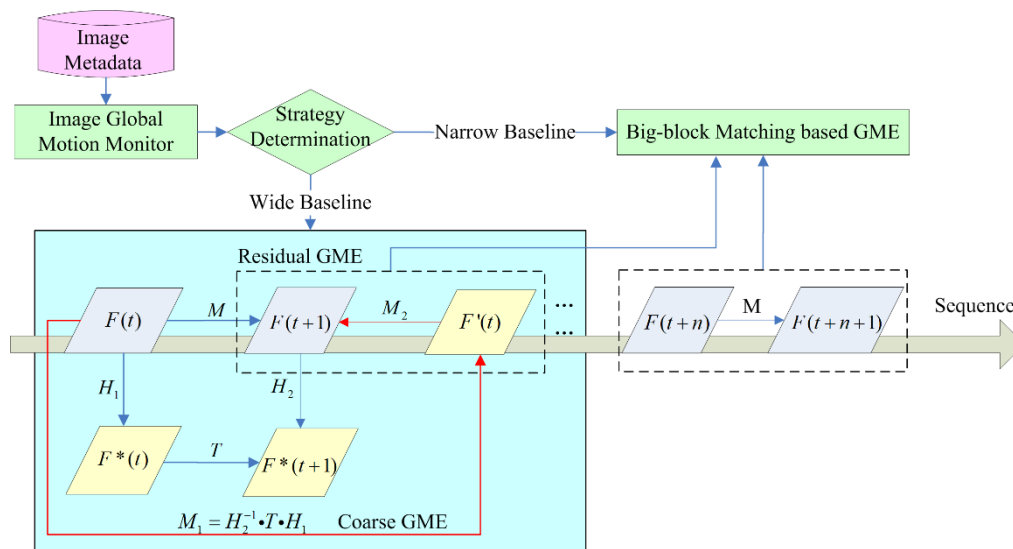 Image
Metadata
Image Global
Motion Monitor
Strategy
Determination
Narrow Baseline
Big-block Matching based GME
Wide Baseline
Residual GME
F(t)
M
F(t+1)
M₂
F'(t)
...
...
F(t+n)
M
F(t+n+1)
Sequence
H₁
H₂
F*(t)
T
F*(t+1)
M₁ = H₂⁻¹•T•H₁ Coarse GME